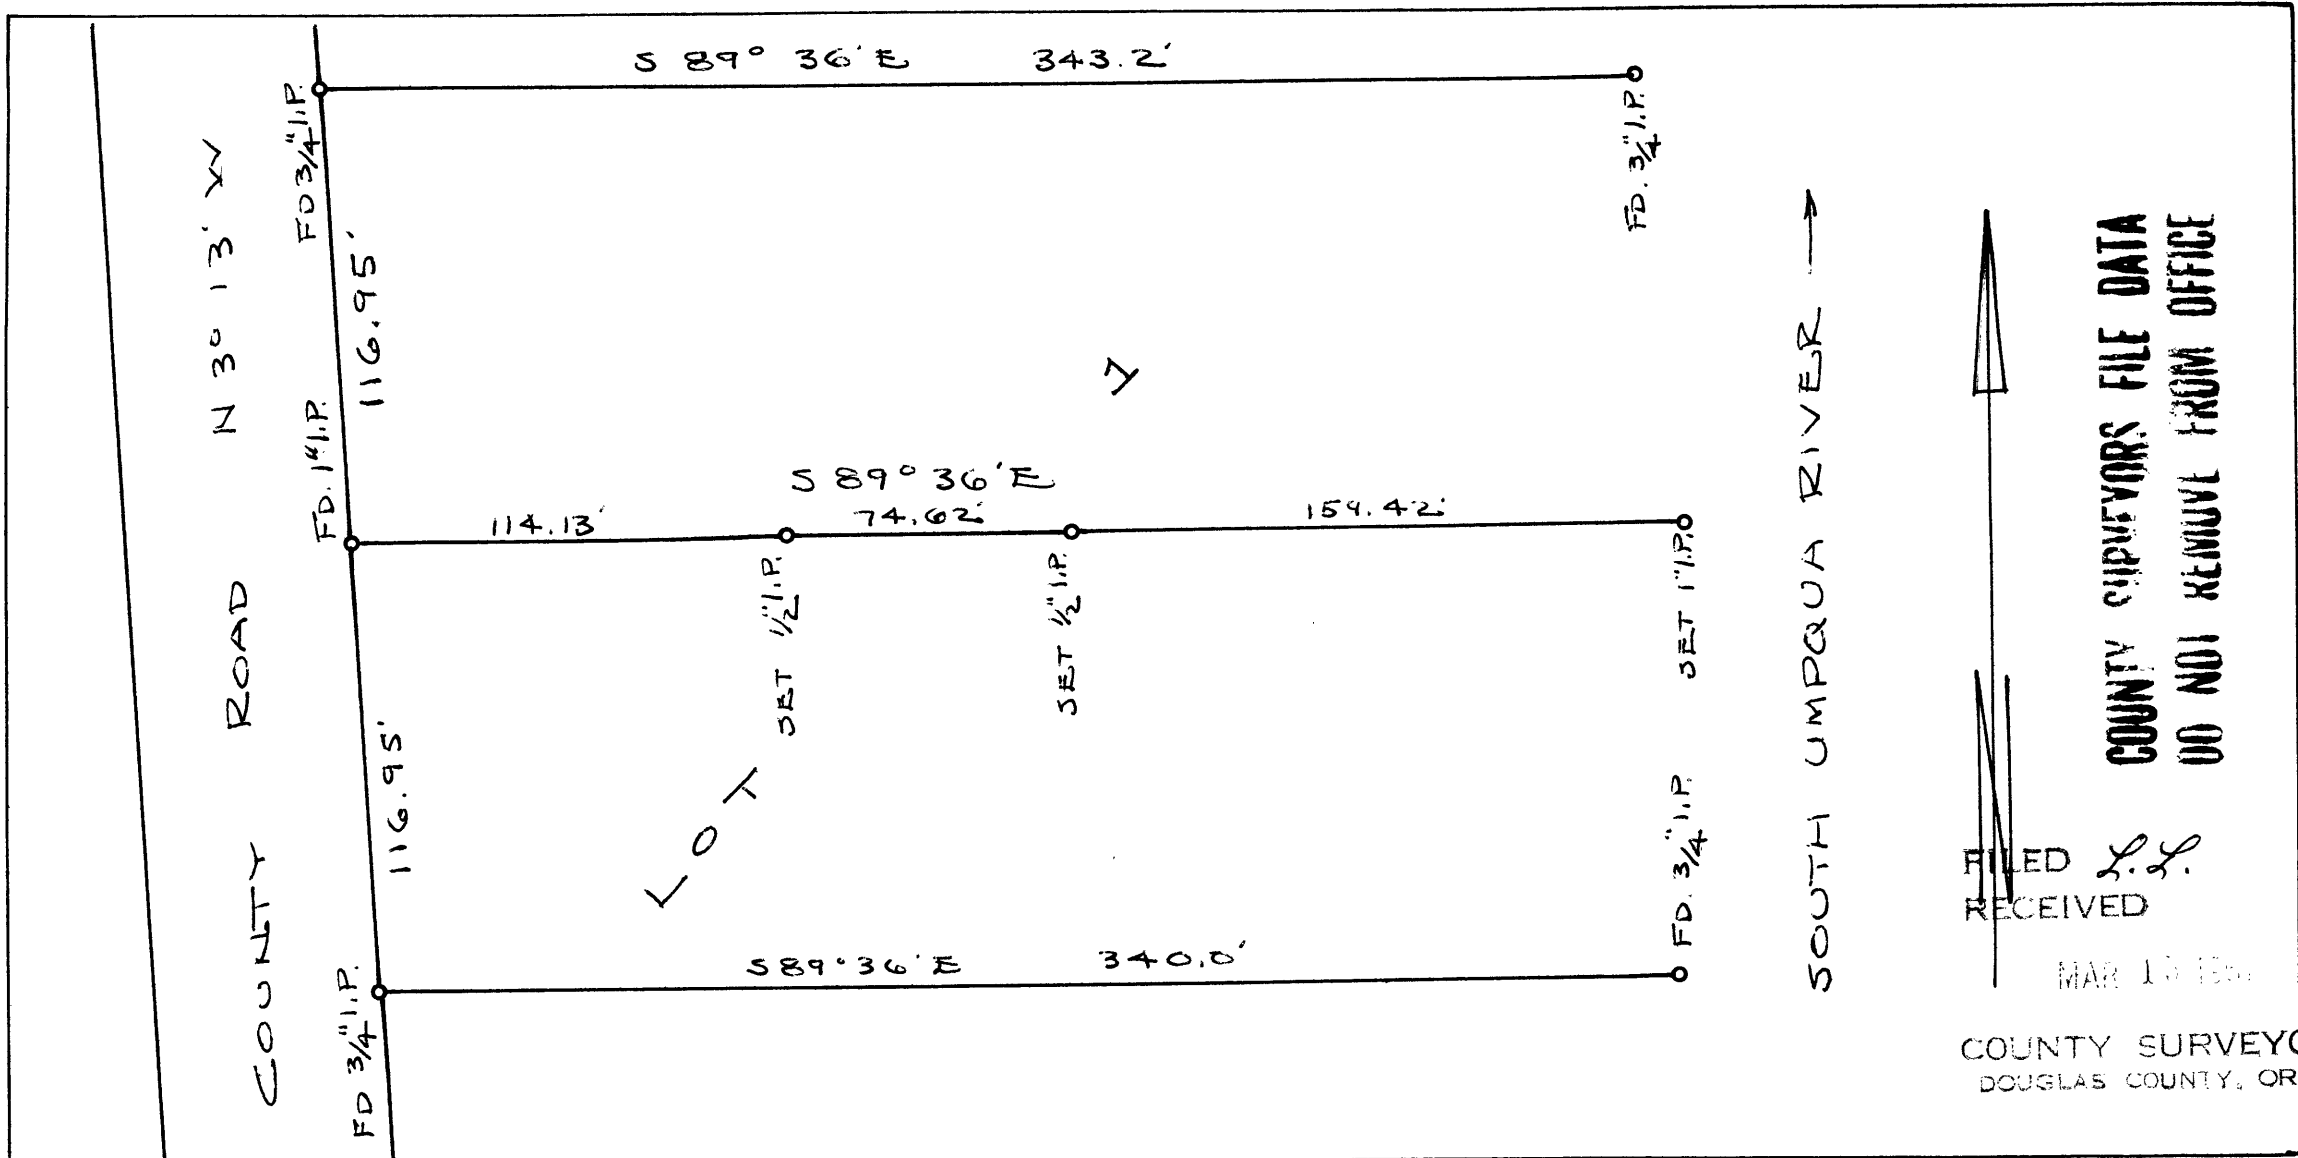 S 89° 36' E 343.2'
FD 3/4" I.P.
FD. 3/4" I.P.
N 3° 13' W
116.95'
FD. 1" I.P.
S 89° 36' E
114.13'
74.62'
159.42'
SET 1/2" I.P.
SET 1/2" I.P.
SET 1" I.P.
LOT 1
COUNTY ROAD
116.95'
S 89° 36' E 340.0'
FD 3/4" I.P.
FD. 3/4" I.P.
SOUTH UMPQUA RIVER
N
COUNTY SURVEYORS FILE DATA
DO NOT REMOVE FROM OFFICE
FILED L.L.
RECEIVED
MAR
COUNTY SURVEYO
DOUGLAS COUNTY, OR